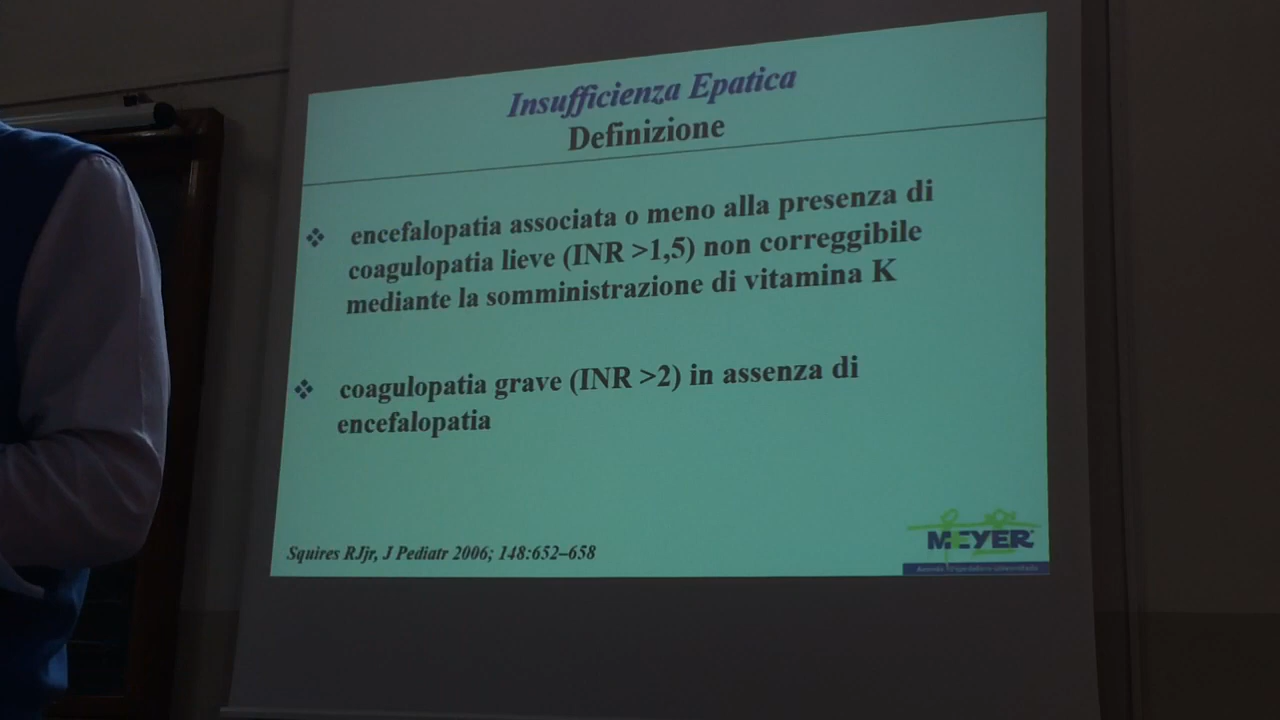 Insufficienza Epatica
Definizione
encefalopatia associata o meno alla presenza di
coagulopatia lieve (INR >1,5) non correggibile
mediante la somministrazione di vitamina K
coagulopatia grave (INR >2) in assenza di
encefalopatia
Squires RJjr, J Pediatr 2006; 148:652–658
MEYER